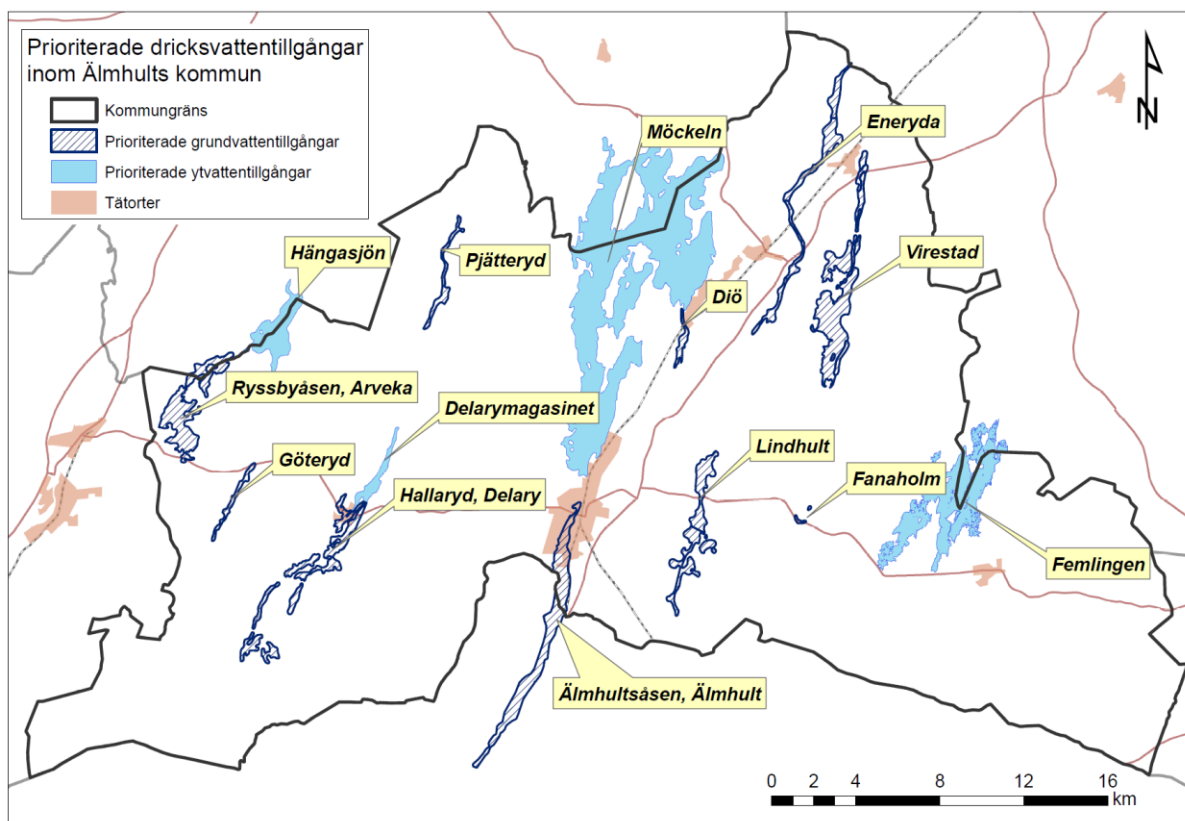 Prioriterade dricksvattentillgångar
inom Älmhults kommun
Kommungräns
Prioriterade grundvattentillgångar
Prioriterade ytvattentillgångar
Tätorter
N
Möckeln
Eneryda
Hängasjön
Pjätteryd
Virestad
Diö
Ryssbyåsen, Arveka
Delarymagasinet
Göteryd
Lindhult
Hallaryd, Delary
Fanaholm
Femlingen
Älmhultsåsen, Älmhult
0 2 4 8 12 16
km